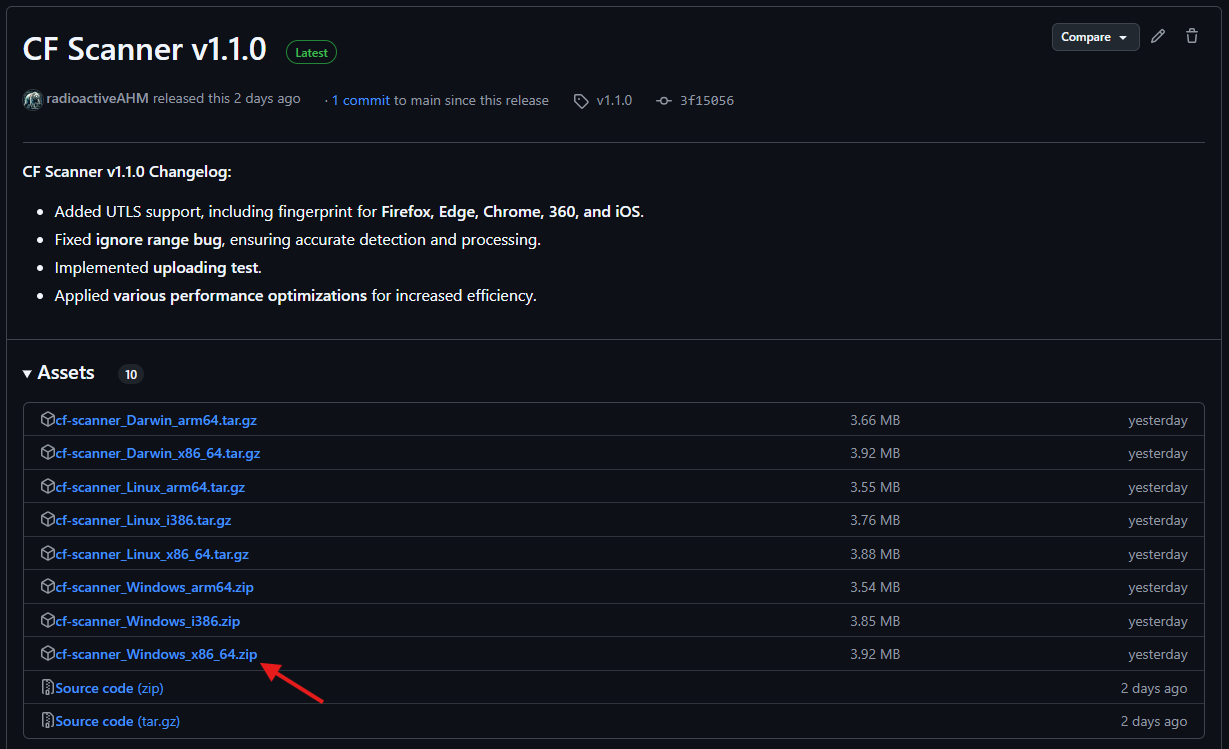 CF Scanner v1.1.0 Latest Compare
radioactiveAHM released this 2 days ago · 1 commit to main since this release v1.1.0 3f15056
CF Scanner v1.1.0 Changelog:
• Added UTLS support, including fingerprint for Firefox, Edge, Chrome, 360, and iOS.
• Fixed ignore range bug, ensuring accurate detection and processing.
• Implemented uploading test.
• Applied various performance optimizations for increased efficiency.
Assets 10
cf-scanner_Darwin_arm64.tar.gz 3.66 MB yesterday
cf-scanner_Darwin_x86_64.tar.gz 3.92 MB yesterday
cf-scanner_Linux_arm64.tar.gz 3.55 MB yesterday
cf-scanner_Linux_i386.tar.gz 3.76 MB yesterday
cf-scanner_Linux_x86_64.tar.gz 3.88 MB yesterday
cf-scanner_Windows_arm64.zip 3.54 MB yesterday
cf-scanner_Windows_i386.zip 3.85 MB yesterday
cf-scanner_Windows_x86_64.zip 3.92 MB yesterday
Source code (zip) 2 days ago
Source code (tar.gz) 2 days ago